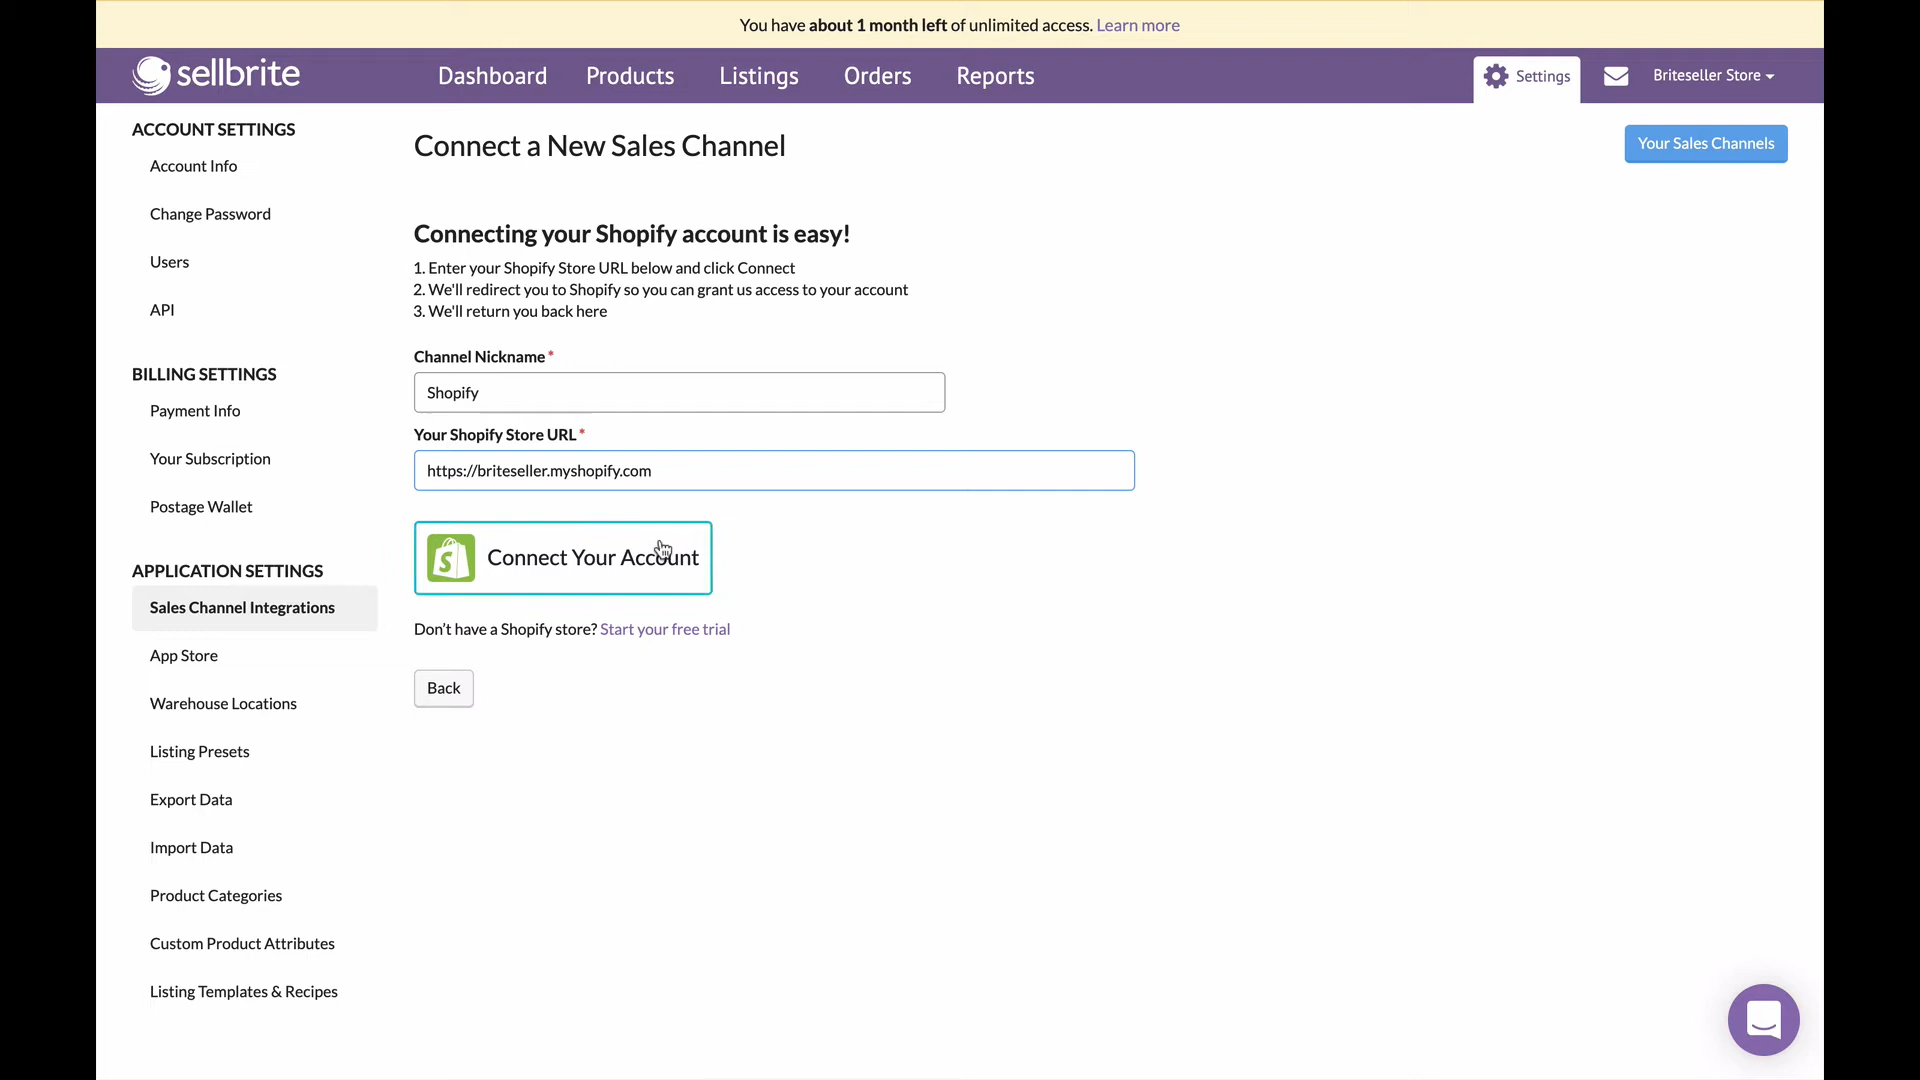 You have about 1 month left of unlimited access. Learn more
sellbrite
Dashboard
Products
Listings
Orders
Reports
Settings
Briteseller Store
ACCOUNT SETTINGS
Account Info
Change Password
Users
API
BILLING SETTINGS
Payment Info
Your Subscription
Postage Wallet
APPLICATION SETTINGS
Sales Channel Integrations
App Store
Warehouse Locations
Listing Presets
Export Data
Import Data
Product Categories
Custom Product Attributes
Listing Templates & Recipes
Connect a New Sales Channel
Your Sales Channels
Connecting your Shopify account is easy!
1. Enter your Shopify Store URL below and click Connect
2. We'll redirect you to Shopify so you can grant us access to your account
3. We'll return you back here
Channel Nickname*
Shopify
Your Shopify Store URL*
https://briteseller.myshopify.com
Connect Your Account
Don't have a Shopify store? Start your free trial
Back